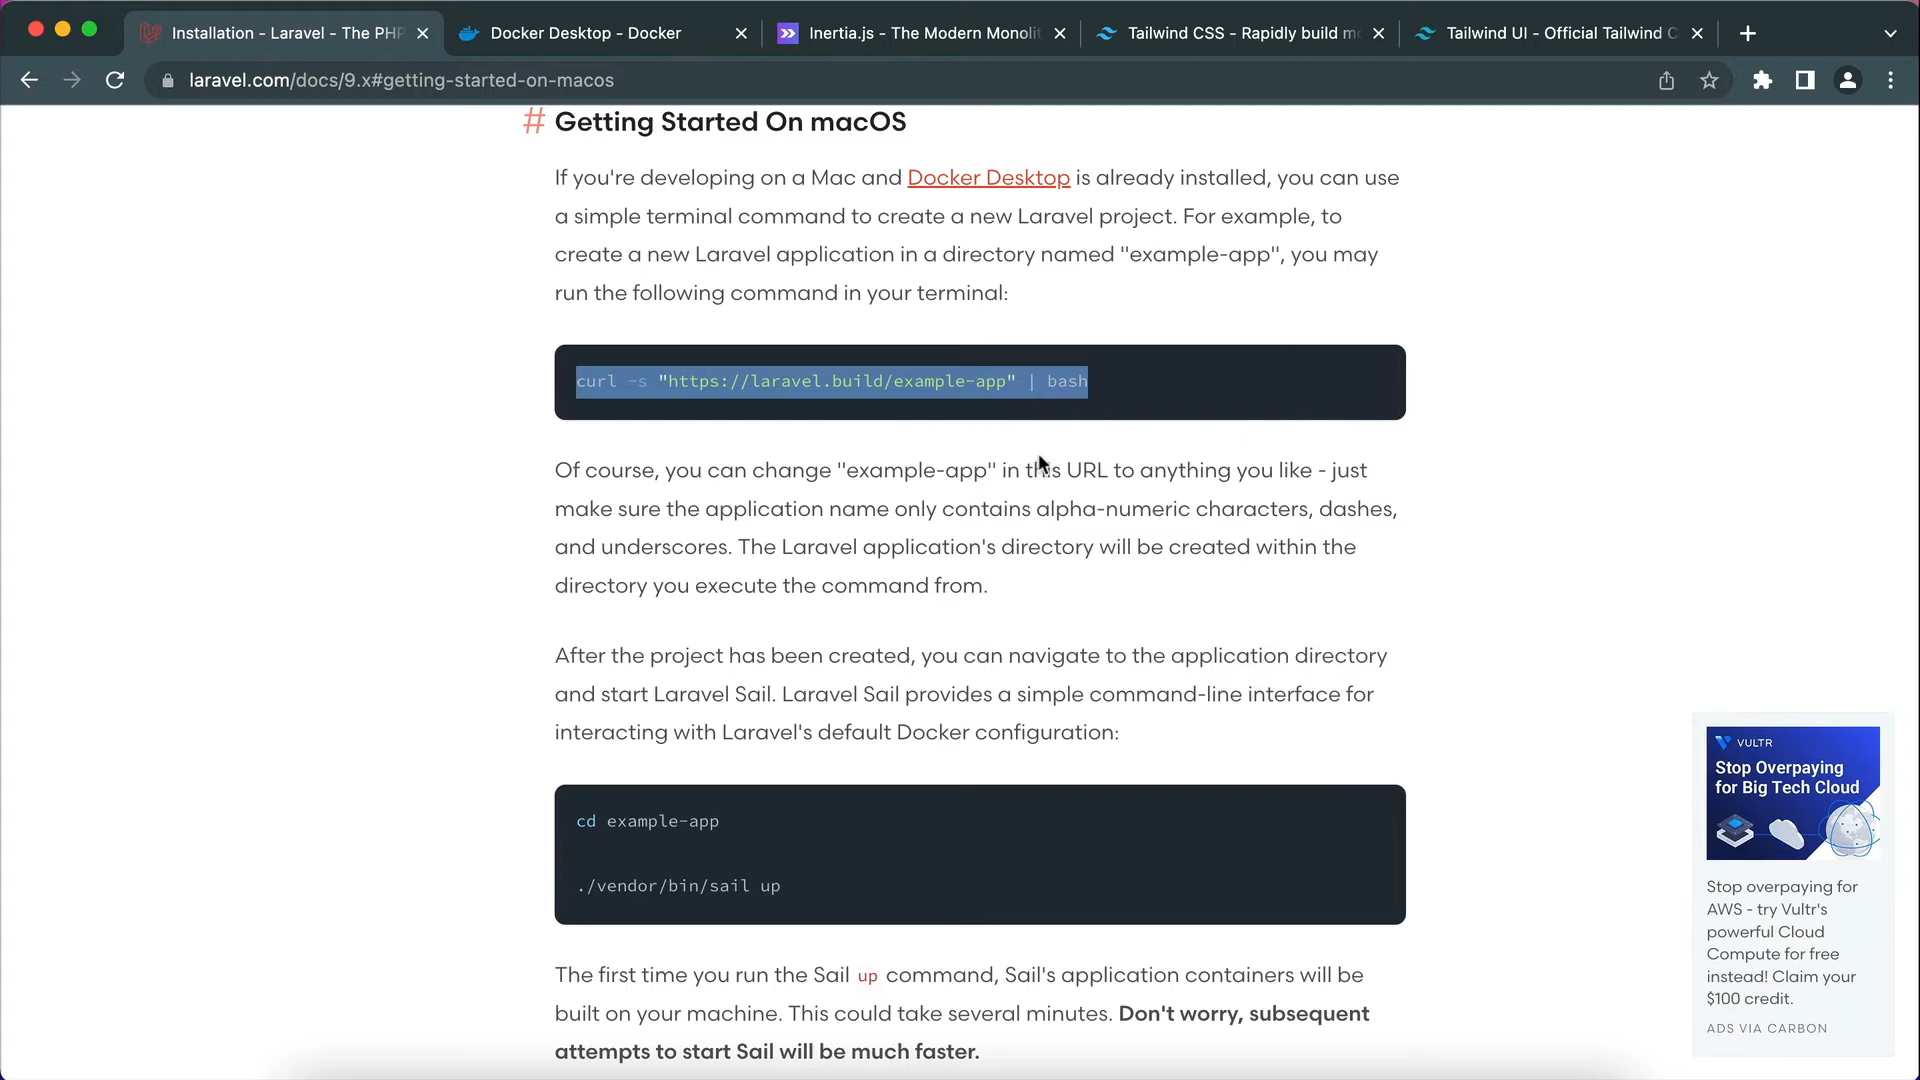 Installation - Laravel - The PHP
Docker Desktop - Docker
Inertia.js - The Modern Monolit
Tailwind CSS - Rapidly build mo
Tailwind UI - Official Tailwind C
laravel.com/docs/9.x#getting-started-on-macos
# Getting Started On macOS
If you're developing on a Mac and Docker Desktop is already installed, you can use
a simple terminal command to create a new Laravel project. For example, to
create a new Laravel application in a directory named "example-app", you may
run the following command in your terminal:
curl -s "https://laravel.build/example-app" | bash
Of course, you can change "example-app" in this URL to anything you like - just
make sure the application name only contains alpha-numeric characters, dashes,
and underscores. The Laravel application's directory will be created within the
directory you execute the command from.
After the project has been created, you can navigate to the application directory
and start Laravel Sail. Laravel Sail provides a simple command-line interface for
interacting with Laravel's default Docker configuration:
cd example-app
./vendor/bin/sail up
The first time you run the Sail up command, Sail's application containers will be
built on your machine. This could take several minutes. Don't worry, subsequent
attempts to start Sail will be much faster.
VULTR
Stop Overpaying
for Big Tech Cloud
Stop overpaying for
AWS - try Vultr's
powerful Cloud
Compute for free
instead! Claim your
$100 credit.
ADS VIA CARBON